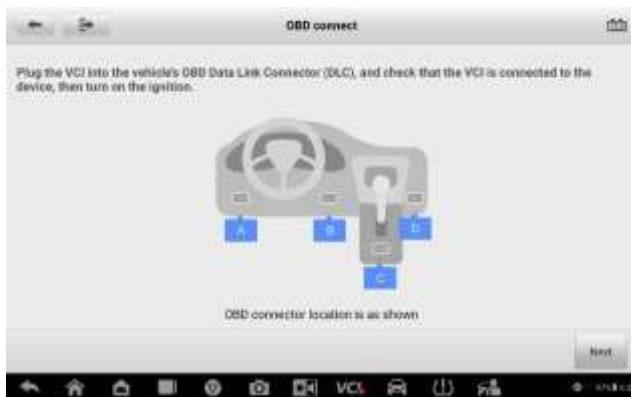 OBD connect
Plug the VCI into the vehicle's OBD Data Link Connector (DLC), and check that the VCI is connected to the
device, then turn on the ignition.
A
B
D
C
OBD connector location is as shown
Next
VCI